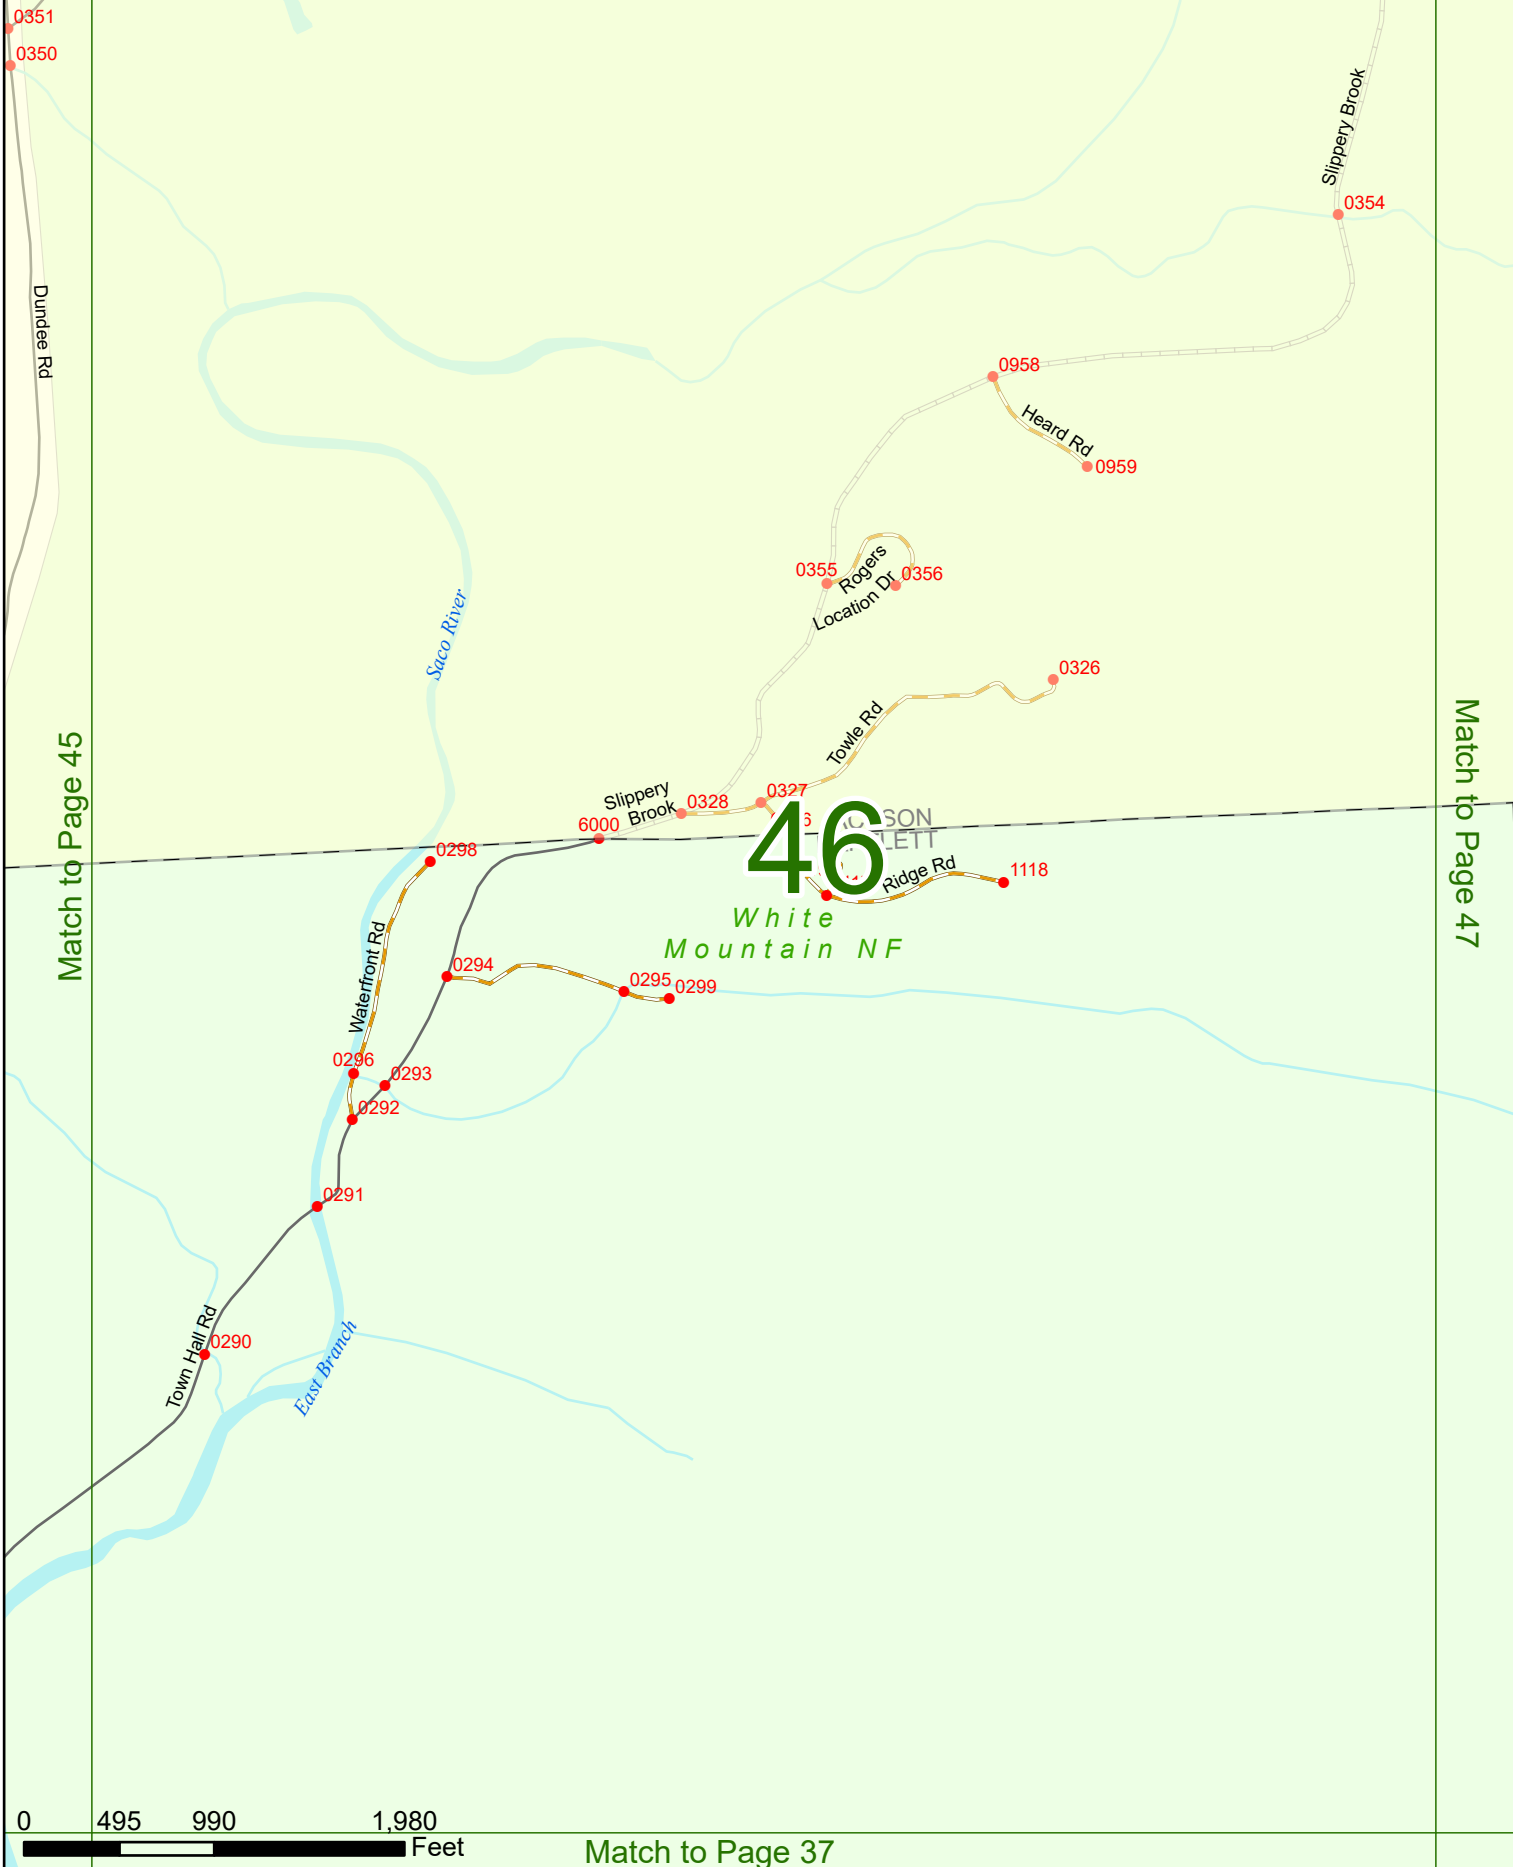 0351
0350
Slippery Brook
0354
Dundee Rd
0958
Heard Rd
0959
0355
Rogers
Location Dr
0356
Saco River
0326
Towle Rd
Match to Page 45
Match to Page 47
Slippery
Brook
0328
0327
6000
46
0298
Ridge Rd
1118
White
Mountain NF
Waterfront Rd
0294
0295
0299
0296
0293
0292
0291
Town Hall Rd
0290
East Branch
0 495 990 1,980
Feet
Match to Page 37